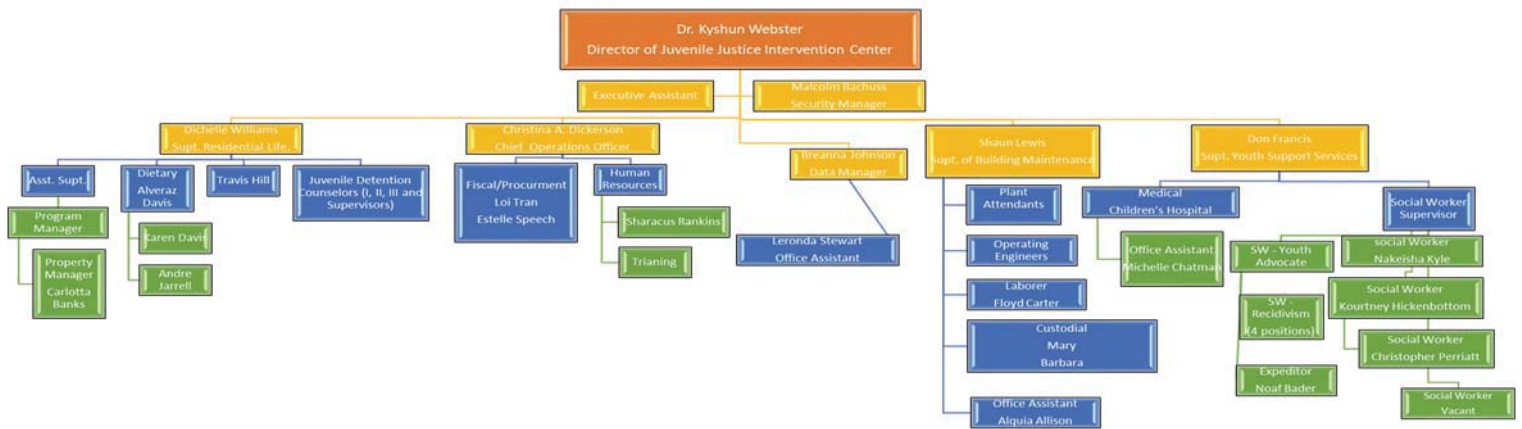 Dr. Kyshun Webster
Director of Juvenile Justice Intervention Center
Executive Assistant
Malcolm Bachuss
Security Manager
Dichelle Williams
Supt. Residential Life.
Christina A. Dickerson
Chief Operations Officer
Breanna Johnson
Data Manager
Shaun Lewis
Supt. of Building Maintenance
Don Francis
Supt. Youth Support Services
Asst. Supt.
Dietary
Alveraz
Davis
Travis Hill
Juvenile Detention
Counselors (I, II, III and
Supervisors)
Program
Manager
Property
Manager
Carlotta
Banks
Karen Davis
Andre
Jarrell
Fiscal/Procurment
Loi Tran
Estelle Speech
Human
Resources
Sharacus Rankins
Trianing
Leronda Stewart
Office Assistant
Plant
Attendants
Operating
Engineers
Laborer
Floyd Carter
Custodial
Mary
Barbara
Office Assistant
Alquia Allison
Medical
Children's Hospital
Office Assistant
Michelle Chatman
Social Worker
Supervisor
SW - Youth
Advocate
SW -
Recidivism
(4 positions)
Expeditor
Noaf Bader
social Worker
Nakeisha Kyle
Social Worker
Kourtney Hickenbottom
Social Worker
Christopher Perriatt
Social Worker
Vacant